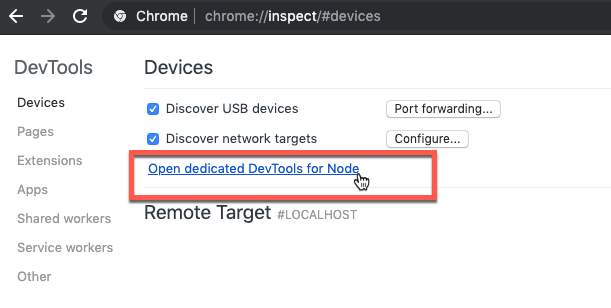 Chrome | chrome://inspect/#devices
DevTools
Devices
Pages
Extensions
Apps
Shared workers
Service workers
Other
Devices
Discover USB devices Port forwarding...
Discover network targets Configure...
Open dedicated DevTools for Node
Remote Target #LOCALHOST